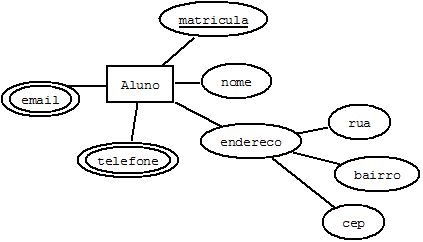 matricula
nome
Aluno
email
telefone
endereco
rua
bairro
cep